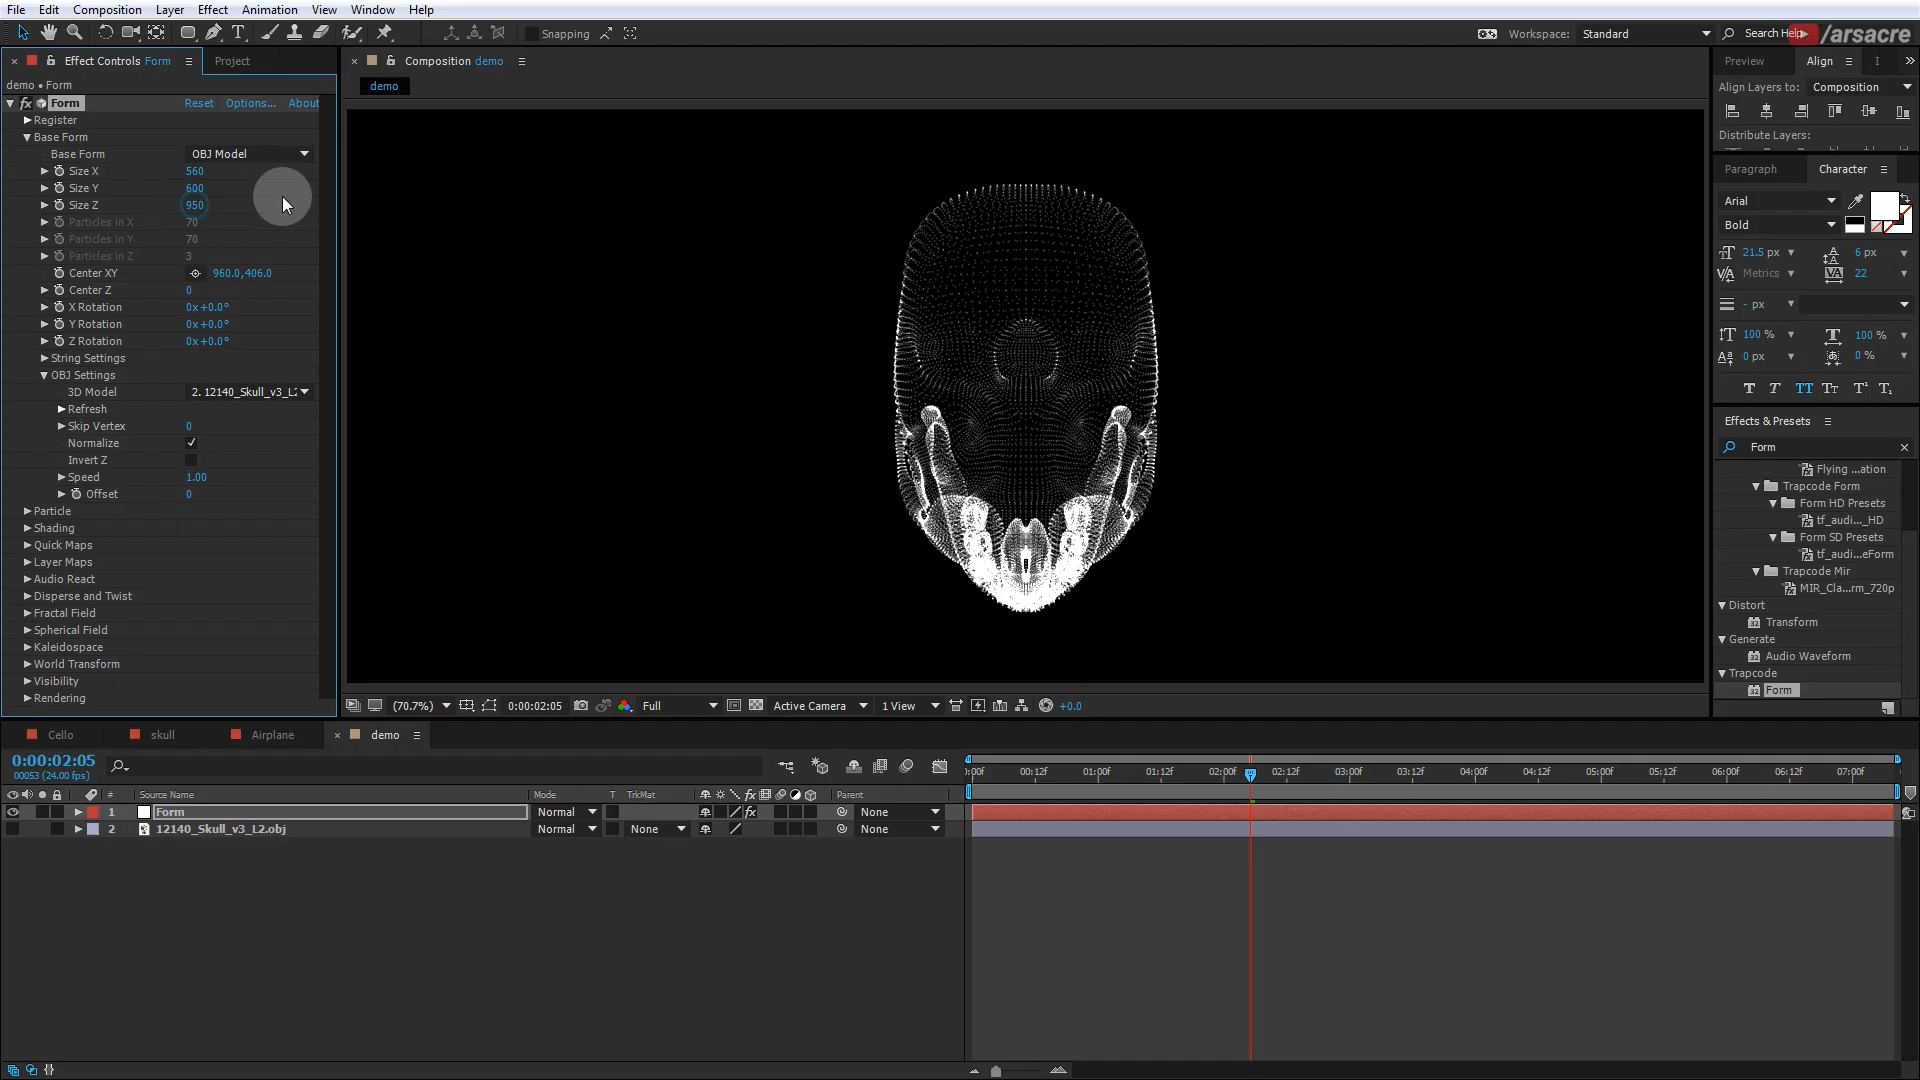 File Edit Composition Layer Effect Animation View Window Help
Snapping
Workspace: Standard
Search Help
/arsacre
Effect Controls Form
Project
demo • Form
fx Form Reset Options... About
Register
Base Form
Base Form OBJ Model
Size X 560
Size Y 600
Size Z 950
Particles in X 70
Particles in Y 70
Particles in Z 3
Center XY 960.0,406.0
Center Z 0
X Rotation 0x+0.0°
Y Rotation 0x+0.0°
Z Rotation 0x+0.0°
String Settings
OBJ Settings
3D Model 2. 12140_Skull_v3_L2
Refresh
Skip Vertex 0
Normalize
Invert Z
Speed 1.00
Offset 0
Particle
Shading
Quick Maps
Layer Maps
Audio React
Disperse and Twist
Fractal Field
Spherical Field
Kaleidospace
World Transform
Visibility
Rendering
Composition demo
demo
(70.7%) 0:00:02:05 Full Active Camera 1 View +0.0
Preview Align
Align Layers to: Composition
Distribute Layers:
Paragraph Character
Arial
Bold
21.5 px 6 px
Metrics 22
- px
100 % 100 %
0 px 0 %
Effects & Presets
Form
Flying ...ation
Trapcode Form
Form HD Presets
tf_audi..._HD
Form SD Presets
tf_audi...eForm
Trapcode Mir
MIR_Cla...rm_720p
Distort
Transform
Generate
Audio Waveform
Trapcode
Form
Cello skull Airplane demo
0:00:02:05
00053 (24.00 fps)
:00f 00:12f 01:00f 01:12f 02:00f 02:12f 03:00f 03:12f 04:00f 04:12f 05:00f 05:12f 06:00f 06:12f 07:00f
# Source Name Mode T TrkMat Parent
1 Form Normal None
2 12140_Skull_v3_L2.obj Normal None None